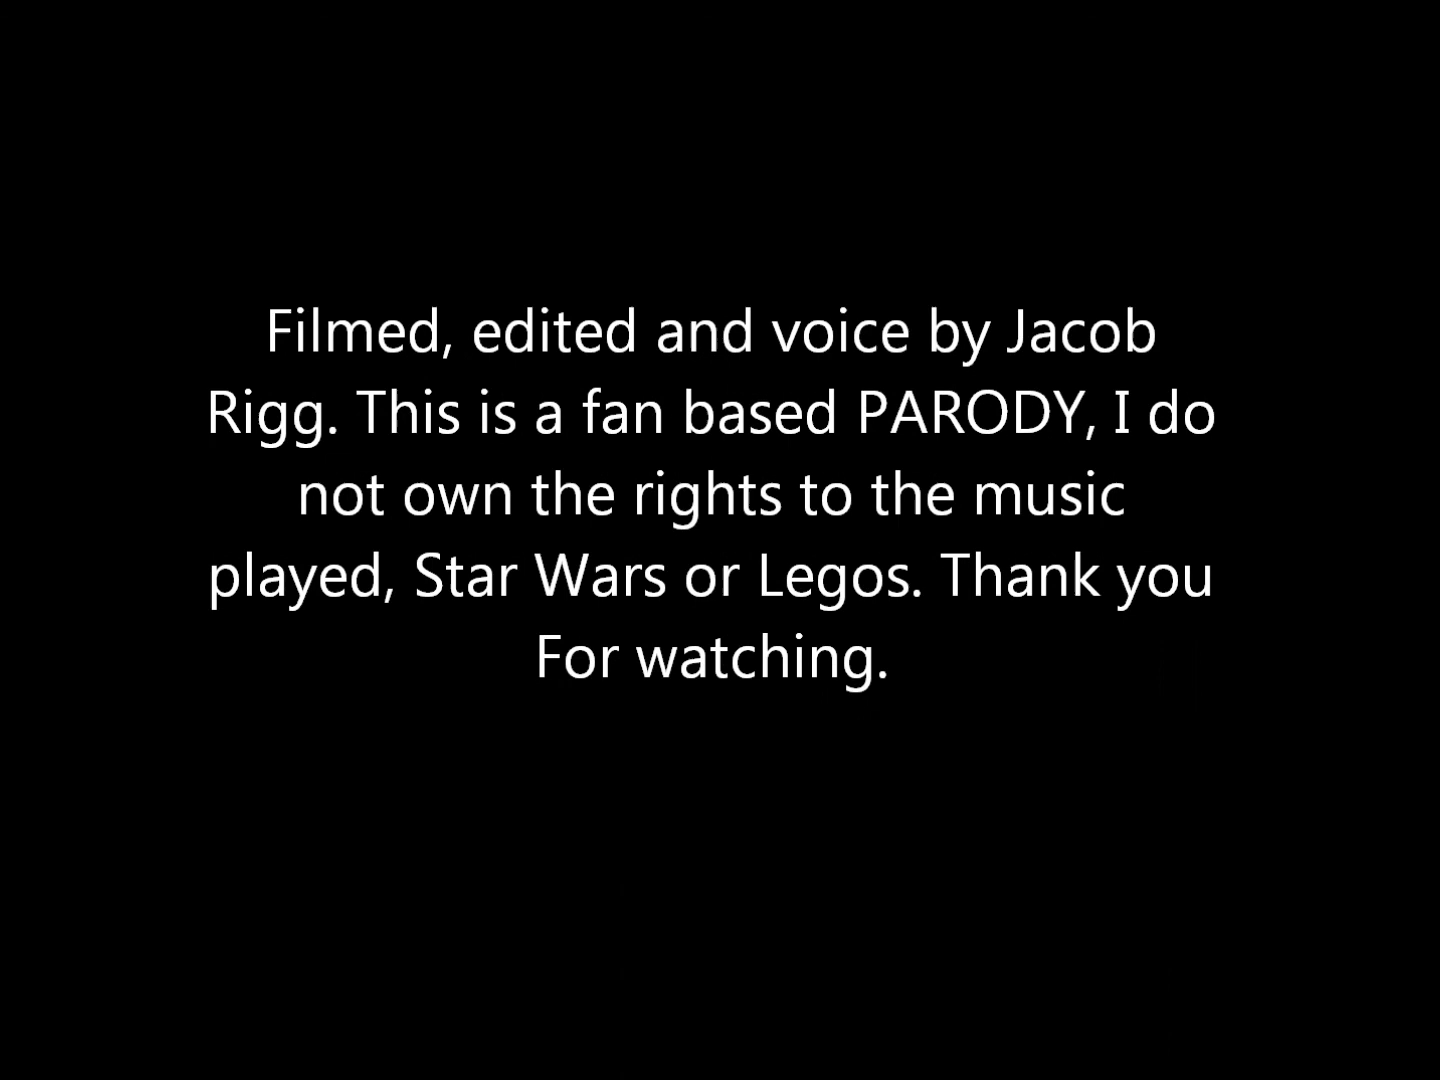 Filmed, edited and voice by Jacob
Rigg. This is a fan based PARODY, I do
not own the rights to the music
played, Star Wars or Legos. Thank you
For watching.